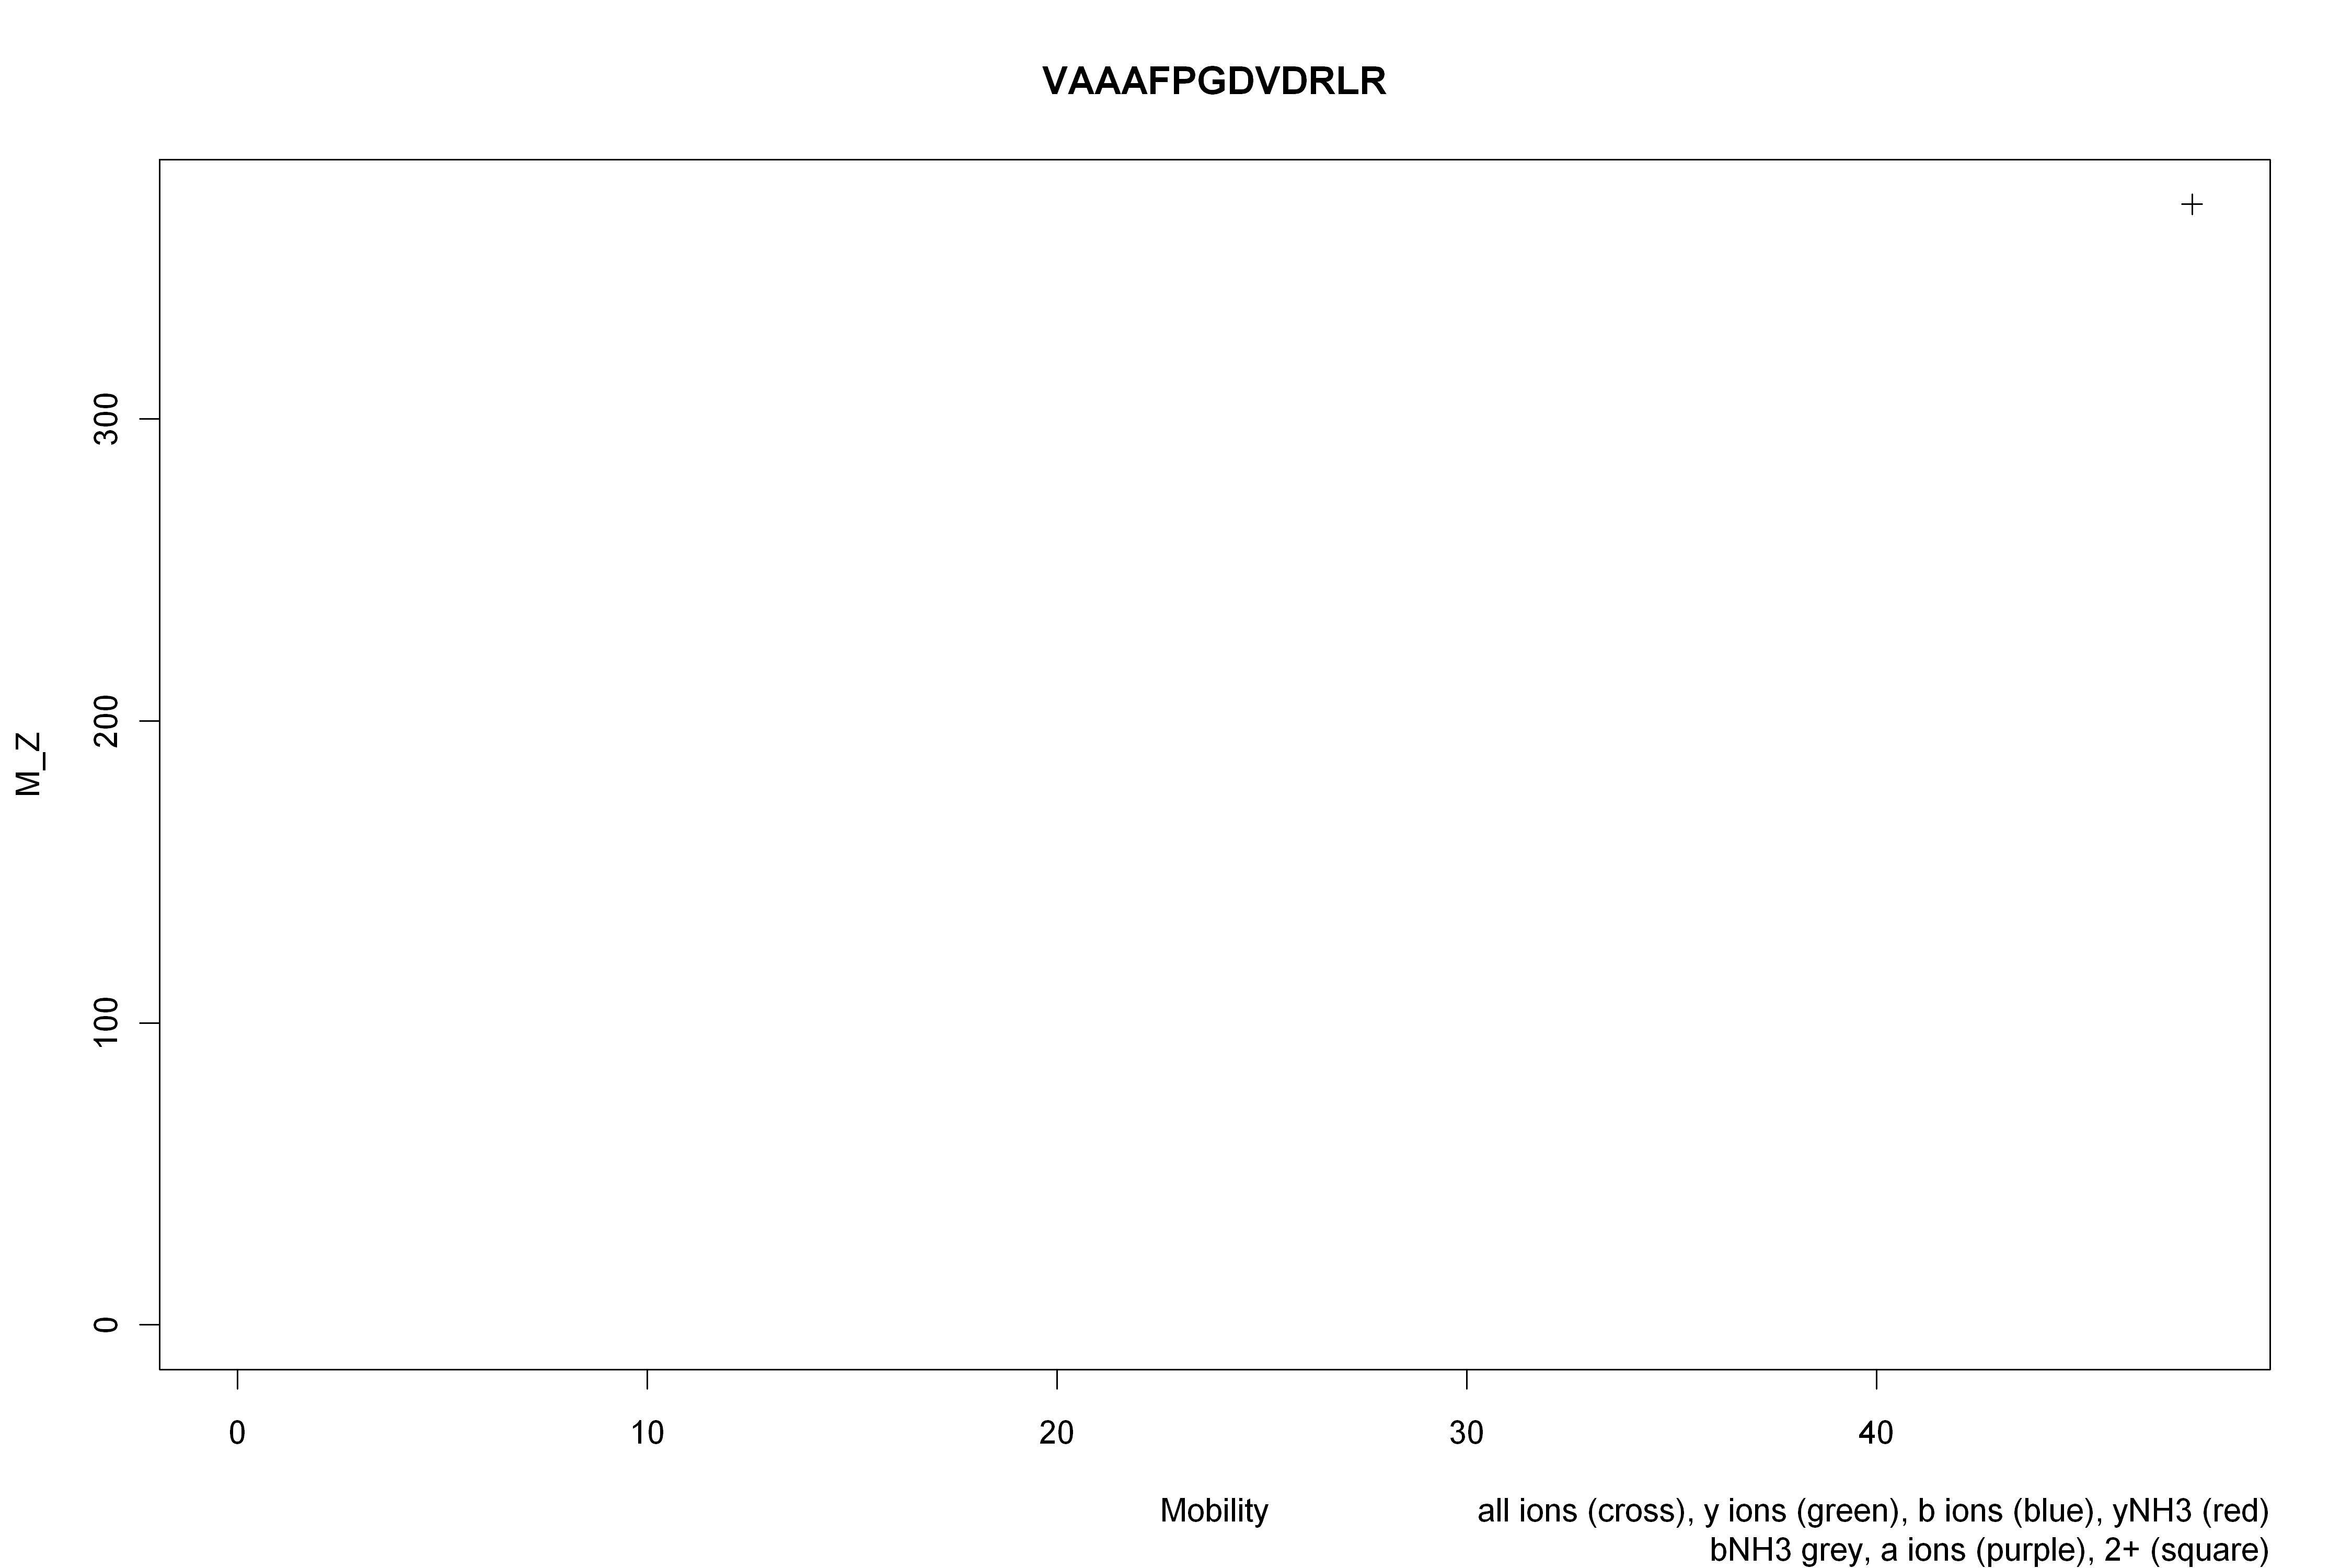 VAAAFPGDVDRLR
300
200
100
0
M_Z
0 10 20 30 40
Mobility
all ions (cross), y ions (green), b ions (blue), yNH3 (red)
bNH3 grey, a ions (purple), 2+ (square)